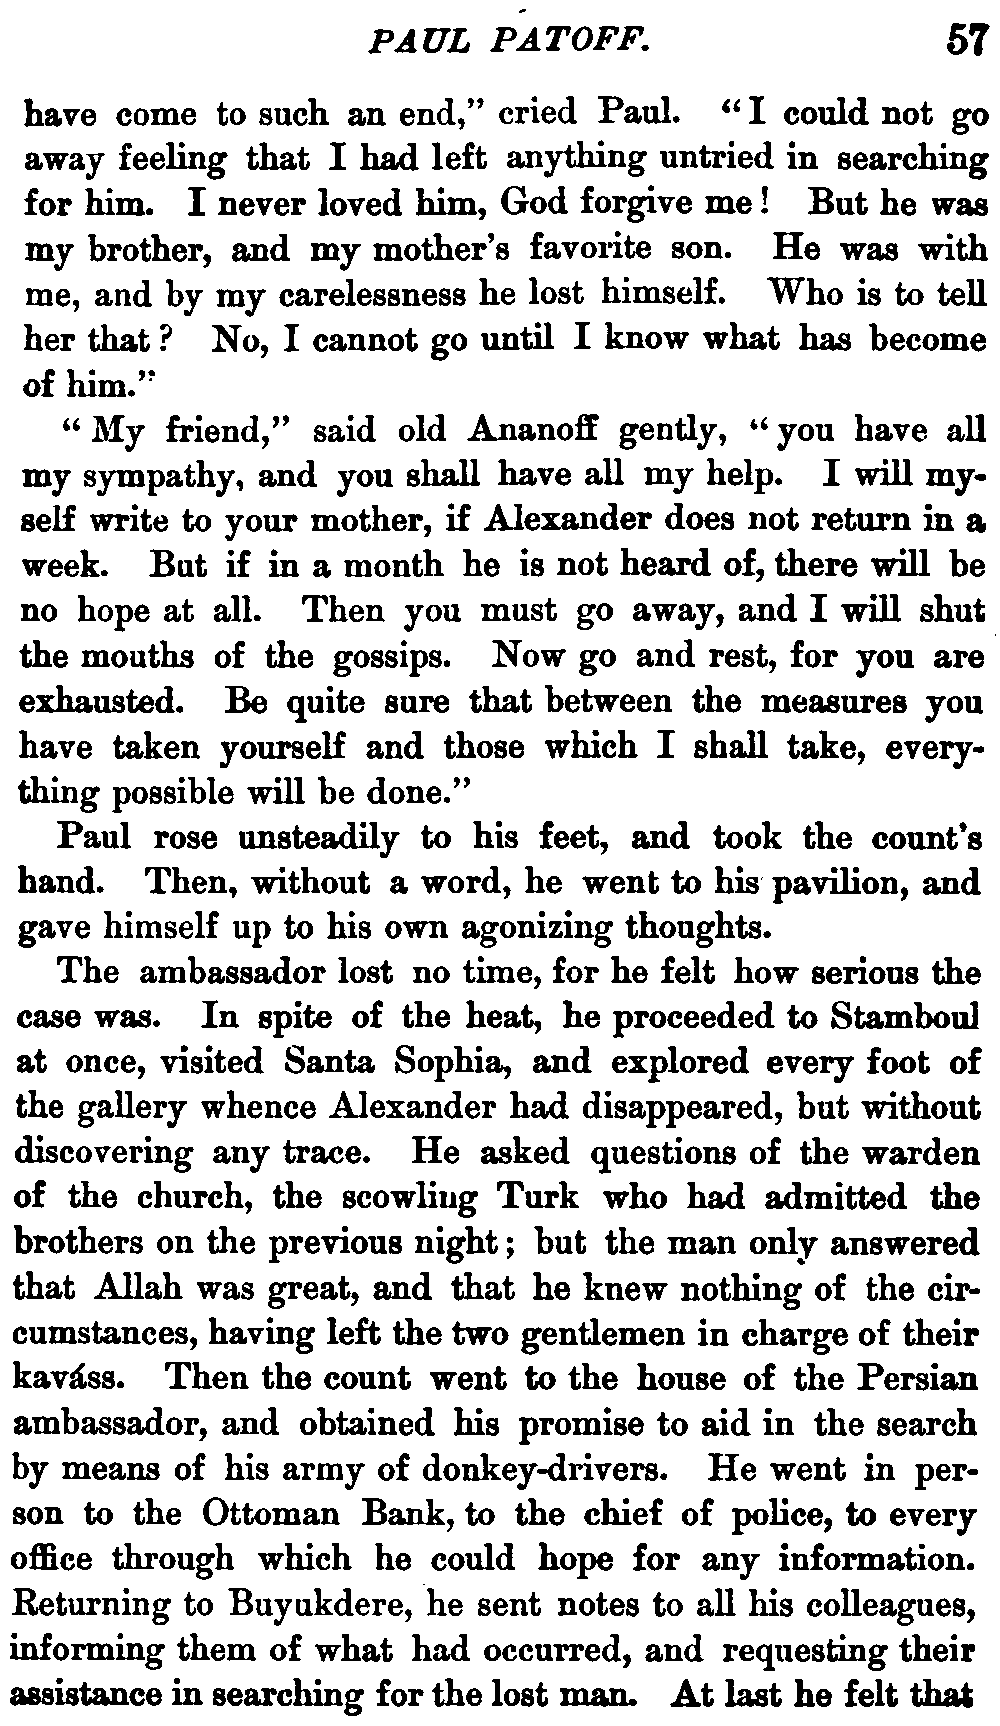 PAUL PATOFF. 57
have come to such an end," cried Paul. "I could not go
away feeling that I had left anything untried in searching
for him. I never loved him, God forgive me! But he was
my brother, and my mother's favorite son. He was with
me, and by my carelessness he lost himself. Who is to tell
her that? No, I cannot go until I know what has become
of him."
"My friend," said old Ananoff gently, "you have all
my sympathy, and you shall have all my help. I will my-
self write to your mother, if Alexander does not return in a
week. But if in a month he is not heard of, there will be
no hope at all. Then you must go away, and I will shut
the mouths of the gossips. Now go and rest, for you are
exhausted. Be quite sure that between the measures you
have taken yourself and those which I shall take, every-
thing possible will be done."
Paul rose unsteadily to his feet, and took the count's
hand. Then, without a word, he went to his pavilion, and
gave himself up to his own agonizing thoughts.
The ambassador lost no time, for he felt how serious the
case was. In spite of the heat, he proceeded to Stamboul
at once, visited Santa Sophia, and explored every foot of
the gallery whence Alexander had disappeared, but without
discovering any trace. He asked questions of the warden
of the church, the scowling Turk who had admitted the
brothers on the previous night; but the man only answered
that Allah was great, and that he knew nothing of the cir-
cumstances, having left the two gentlemen in charge of their
kaváss. Then the count went to the house of the Persian
ambassador, and obtained his promise to aid in the search
by means of his army of donkey-drivers. He went in per-
son to the Ottoman Bank, to the chief of police, to every
office through which he could hope for any information.
Returning to Buyukdere, he sent notes to all his colleagues,
informing them of what had occurred, and requesting their
assistance in searching for the lost man. At last he felt that